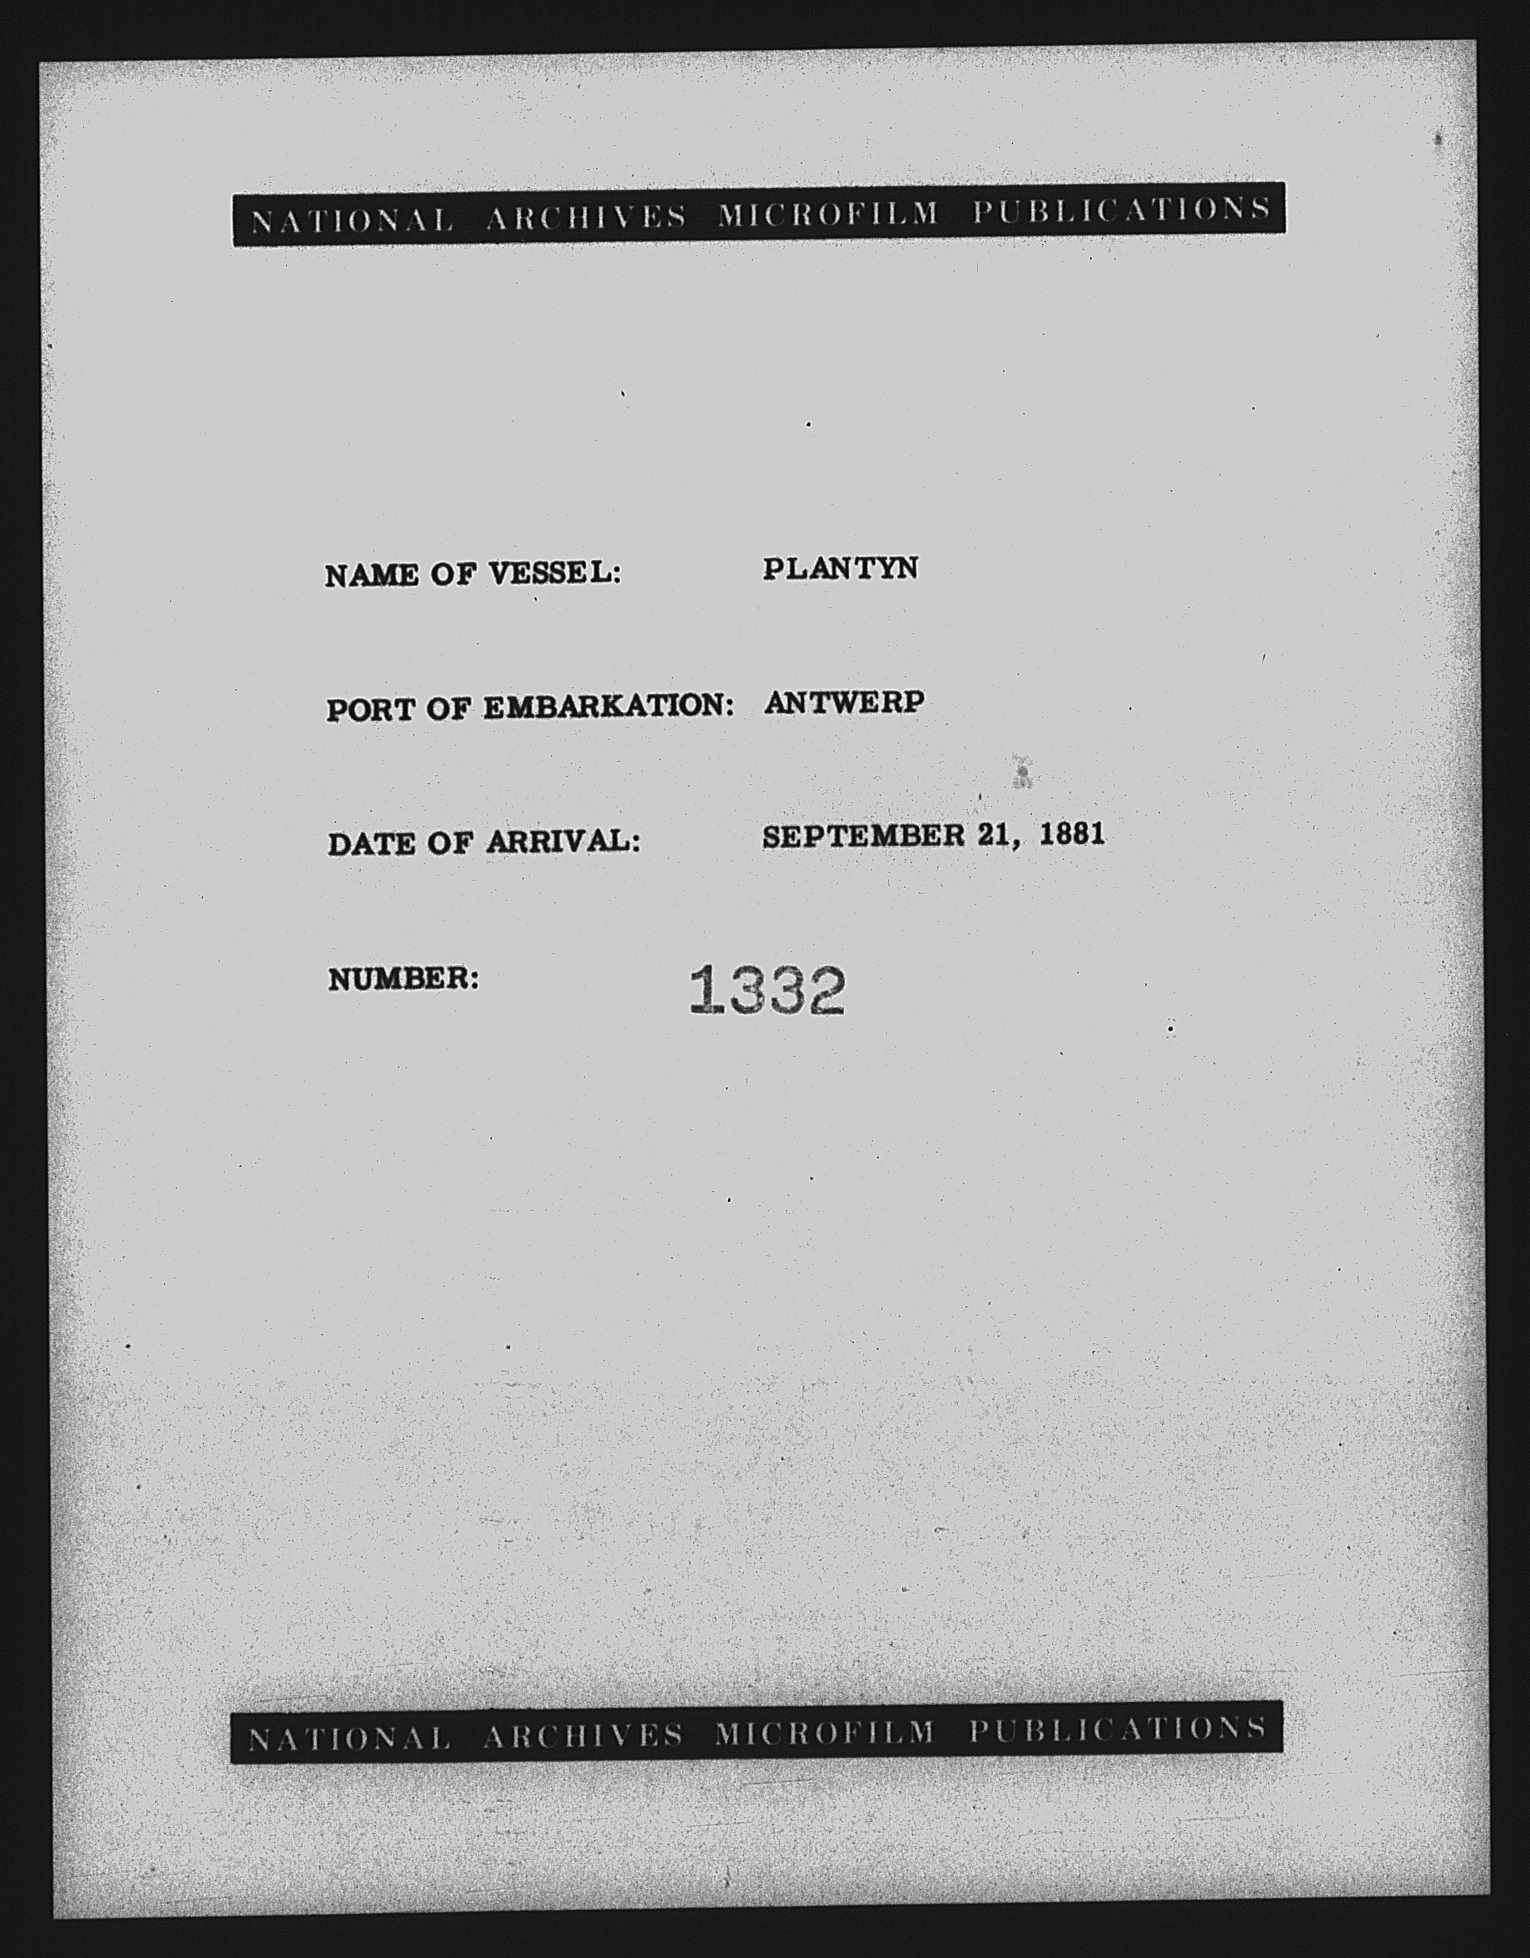 NATIONAL ARCHIVES MICROFILM PUBLICATIONS
NAME OF VESSEL: PLANTYN
PORT OF EMBARKATION: ANTWERP
DATE OF ARRIVAL: SEPTEMBER 21, 1881
NUMBER: 1332
NATIONAL ARCHIVES MICROFILM PUBLICATIONS